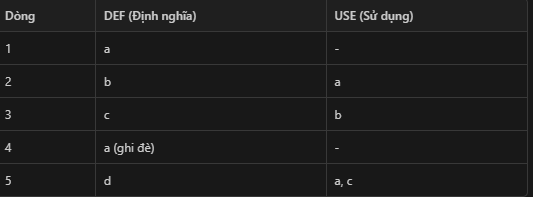 Dòng DEF (Định nghĩa) USE (Sử dụng)
1 a -
2 b a
3 c b
4 a (ghi đè) -
5 d a, c